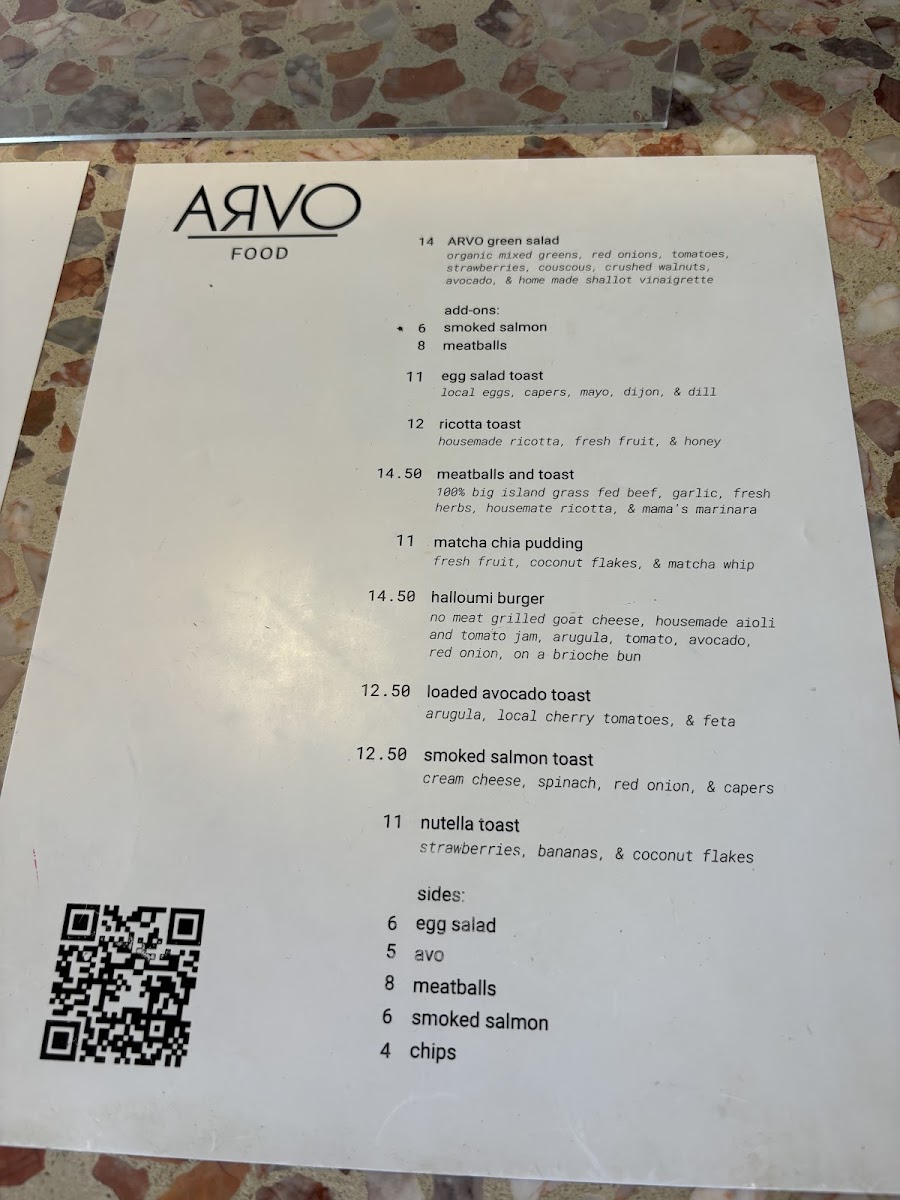 AЯVO
FOOD
14 ARVO green salad
organic mixed greens, red onions, tomatoes,
strawberries, couscous, crushed walnuts,
avocado, & home made shallot vinaigrette
add-ons:
6 smoked salmon
8 meatballs
11 egg salad toast
local eggs, capers, mayo, dijon, & dill
12 ricotta toast
housemade ricotta, fresh fruit, & honey
14.50 meatballs and toast
100% big island grass fed beef, garlic, fresh
herbs, housemate ricotta, & mama's marinara
11 matcha chia pudding
fresh fruit, coconut flakes, & matcha whip
14.50 halloumi burger
no meat grilled goat cheese, housemade aioli
and tomato jam, arugula, tomato, avocado,
red onion, on a brioche bun
12.50 loaded avocado toast
arugula, local cherry tomatoes, & feta
12.50 smoked salmon toast
cream cheese, spinach, red onion, & capers
11 nutella toast
strawberries, bananas, & coconut flakes
sides:
6 egg salad
5 avo
8 meatballs
6 smoked salmon
4 chips